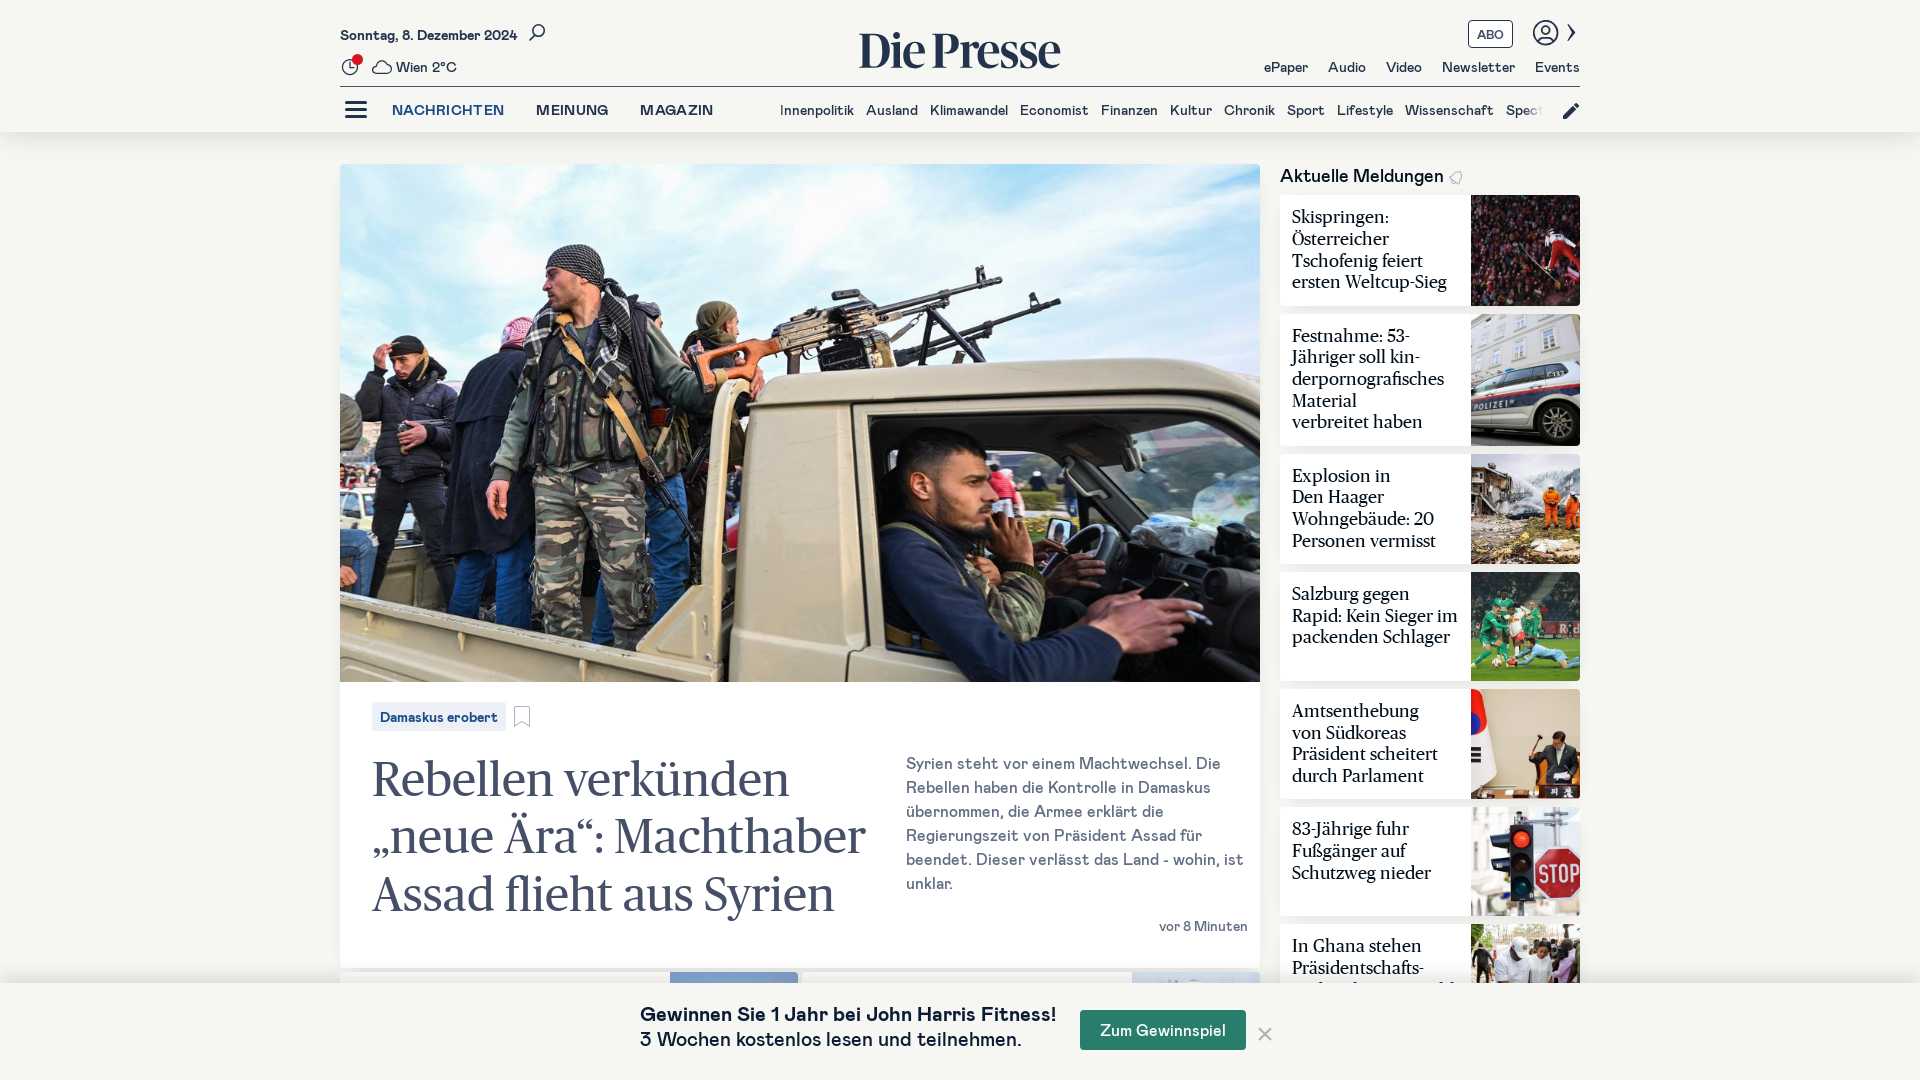 Sonntag, 8. Dezember 2024
Wien 2°C
Die Presse
ABO
ePaper Audio Video Newsletter Events
NACHRICHTEN MEINUNG MAGAZIN
Innenpolitik Ausland Klimawandel Economist Finanzen Kultur Chronik Sport Lifestyle Wissenschaft
Damaskus erobert
Rebellen verkünden
„neue Ära“: Machthaber
Assad flieht aus Syrien
Syrien steht vor einem Machtwechsel. Die
Rebellen haben die Kontrolle in Damaskus
übernommen, die Armee erklärt die
Regierungszeit von Präsident Assad für
beendet. Dieser verlässt das Land - wohin, ist
unklar.
vor 8 Minuten
Aktuelle Meldungen
Skispringen:
Österreicher
Tschofenig feiert
ersten Weltcup-Sieg
Festnahme: 53-
Jähriger soll kin-
derpornografisches
Material
verbreitet haben
POLIZEI
Explosion in
Den Haager
Wohngebäude: 20
Personen vermisst
Salzburg gegen
Rapid: Kein Sieger im
packenden Schlager
Amtsenthebung
von Südkoreas
Präsident scheitert
durch Parlament
83-Jährige fuhr
Fußgänger auf
Schutzweg nieder
STOP
In Ghana stehen
Präsidentschafts-
Gewinnen Sie 1 Jahr bei John Harris Fitness!
3 Wochen kostenlos lesen und teilnehmen.
Zum Gewinnspiel